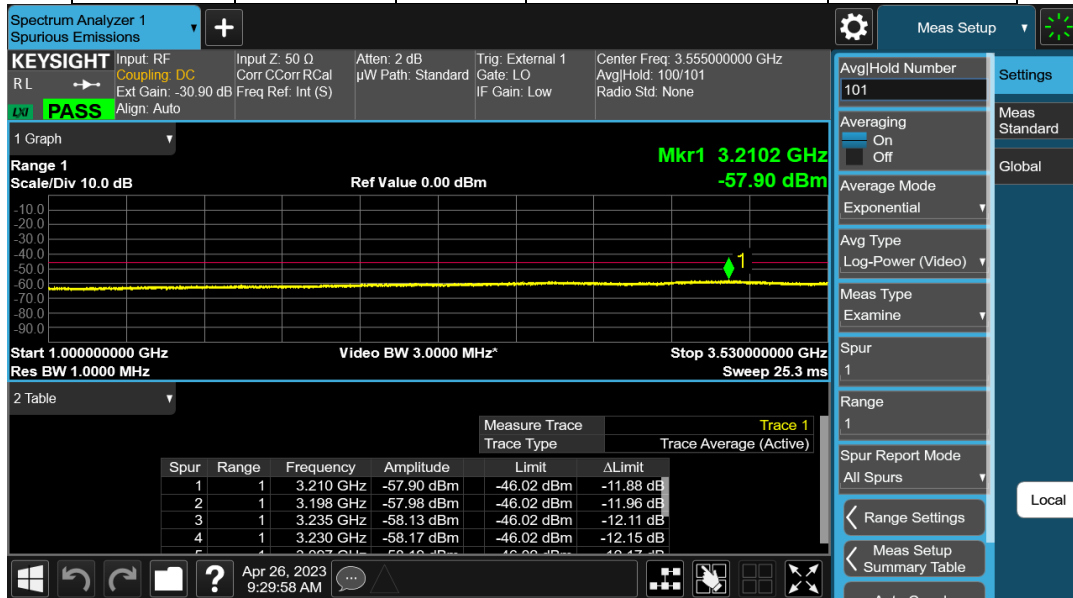 Spectrum Analyzer 1
Spurious Emissions
+
Meas Setup
KEYSIGHT
R L
LXI PASS
Input: RF
Coupling: DC
Ext Gain: -30.90 dB
Align: Auto
Input Z: 50 Ω
Corr CCorr RCal
Freq Ref: Int (S)
Atten: 2 dB
µW Path: Standard
Trig: External 1
Gate: LO
IF Gain: Low
Center Freq: 3.555000000 GHz
Avg|Hold: 100/101
Radio Std: None
1 Graph
Range 1
Scale/Div 10.0 dB
Ref Value 0.00 dBm
Mkr1 3.2102 GHz
-57.90 dBm
-10.0
-20.0
-30.0
-40.0
-50.0
-60.0
-70.0
-80.0
-90.0
1
Start 1.000000000 GHz
Video BW 3.0000 MHz*
Stop 3.530000000 GHz
Res BW 1.0000 MHz
Sweep 25.3 ms
2 Table
Measure Trace Trace 1
Trace Type Trace Average (Active)
Spur Range Frequency Amplitude Limit ΔLimit
1 1 3.210 GHz -57.90 dBm -46.02 dBm -11.88 dB
2 1 3.198 GHz -57.98 dBm -46.02 dBm -11.96 dB
3 1 3.235 GHz -58.13 dBm -46.02 dBm -12.11 dB
4 1 3.230 GHz -58.17 dBm -46.02 dBm -12.15 dB
Avg|Hold Number
101
Averaging
On
Off
Average Mode
Exponential
Avg Type
Log-Power (Video)
Meas Type
Examine
Spur
1
Range
1
Spur Report Mode
All Spurs
Range Settings
Meas Setup
Summary Table
Settings
Meas
Standard
Global
Local
?
Apr 26, 2023
9:29:58 AM